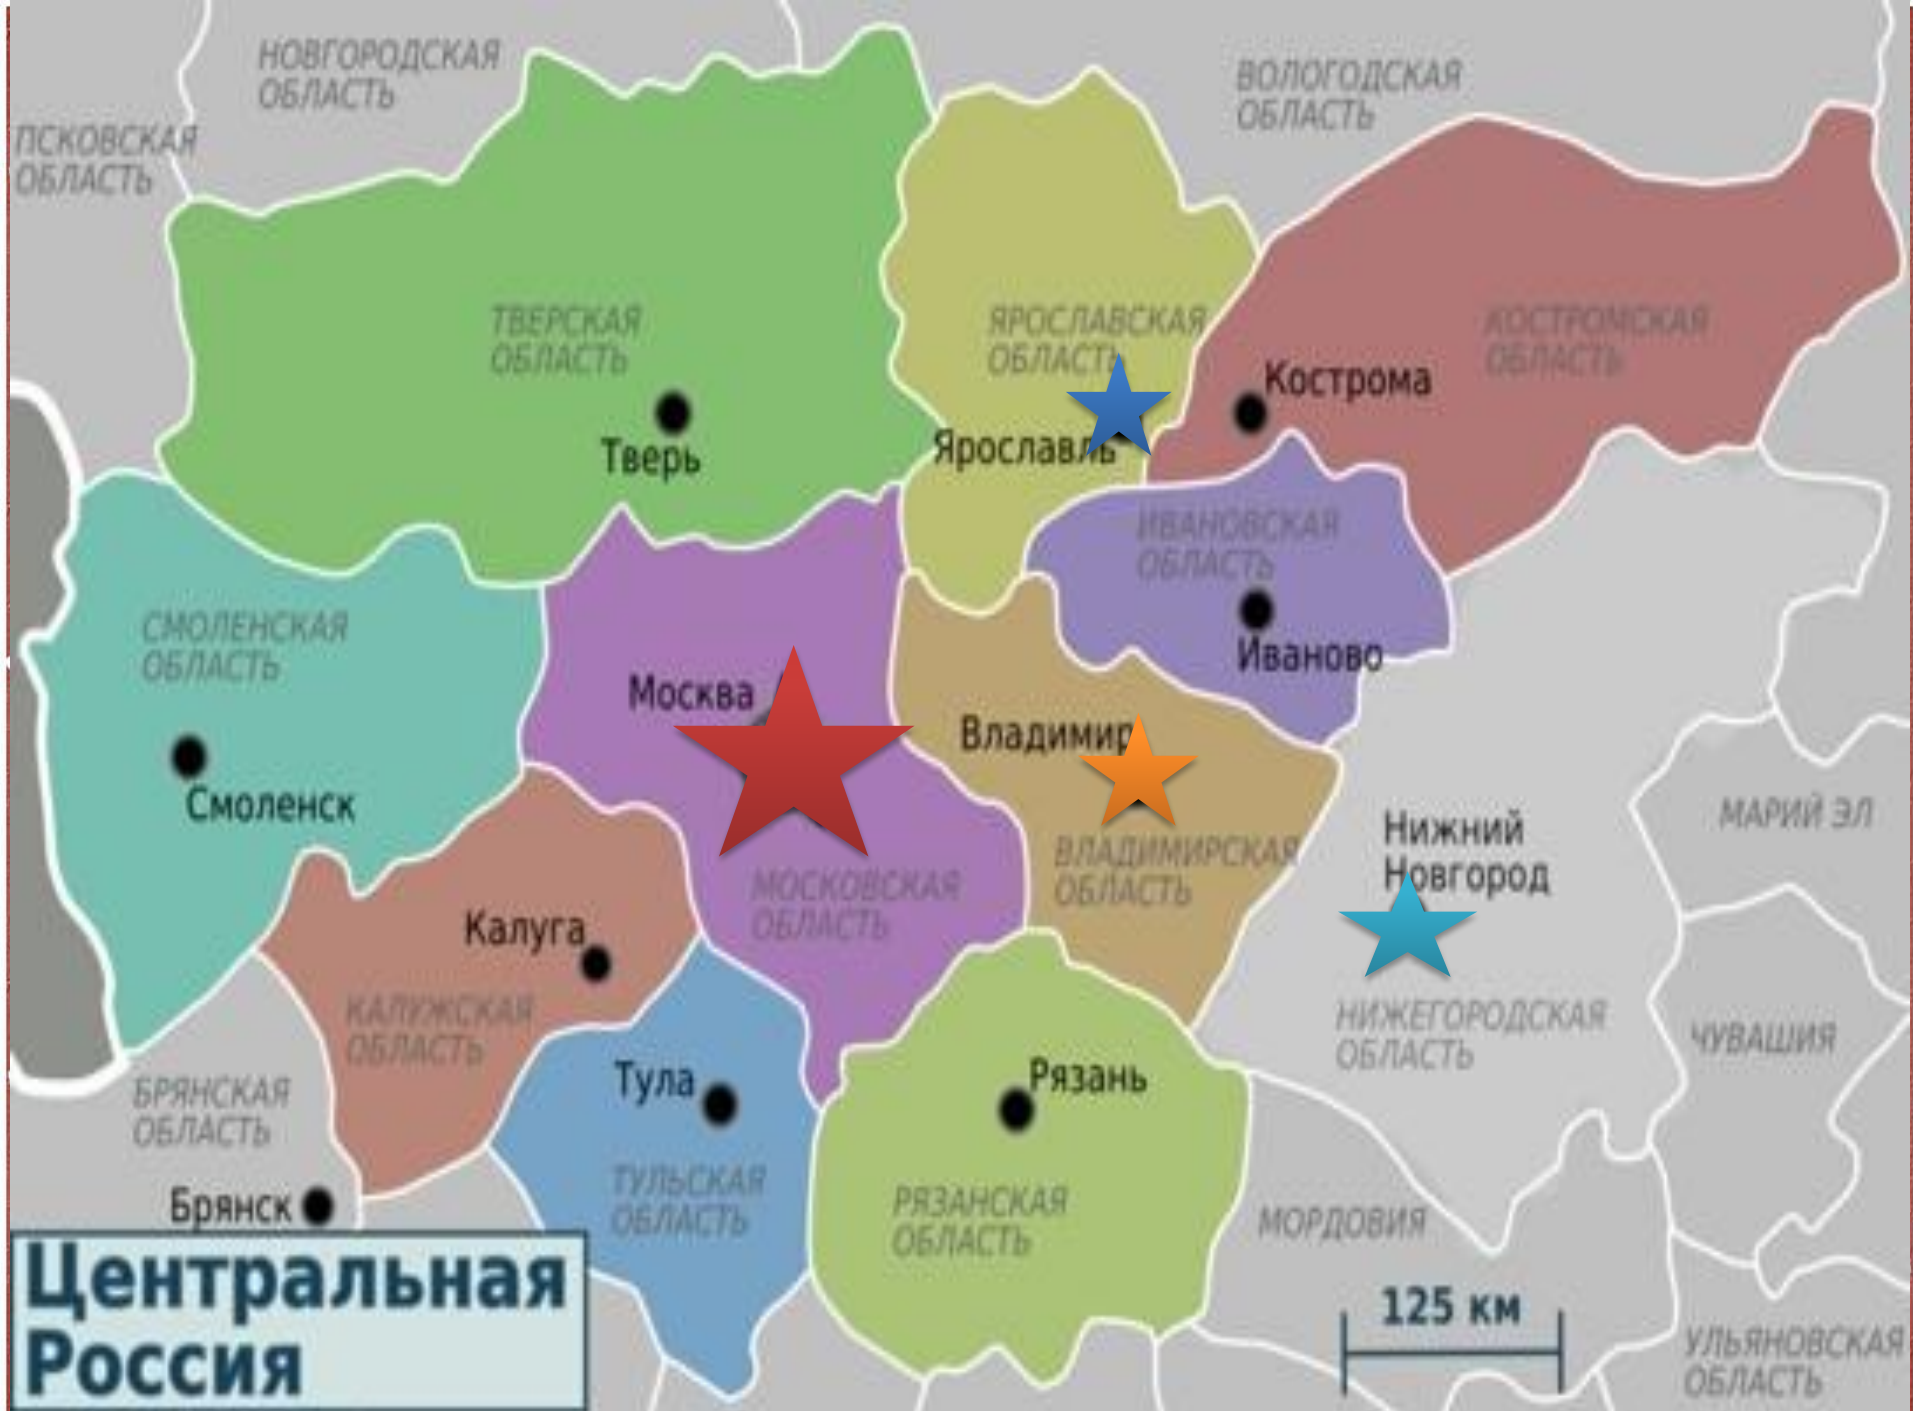 НОВГОРОДСКАЯ
ОБЛАСТЬ
ВОЛОГОДСКАЯ
ОБЛАСТЬ
ПСКОВСКАЯ
ОБЛАСТЬ
ТВЕРСКАЯ
ОБЛАСТЬ
ЯРОСЛАВСКАЯ
ОБЛАСТЬ
КОСТРОМСКАЯ
ОБЛАСТЬ
Кострома
Тверь
Ярославль
ИВАНОВСКАЯ
ОБЛАСТЬ
СМОЛЕНСКАЯ
ОБЛАСТЬ
Иваново
Москва
Владимир
Смоленск
Нижний
Новгород
МАРИЙ ЭЛ
ВЛАДИМИРСКАЯ
ОБЛАСТЬ
МОСКОВСКАЯ
ОБЛАСТЬ
Калуга
КАЛУЖСКАЯ
ОБЛАСТЬ
НИЖЕГОРОДСКАЯ
ОБЛАСТЬ
ЧУВАШИЯ
БРЯНСКАЯ
ОБЛАСТЬ
Тула
Рязань
ТУЛЬСКАЯ
ОБЛАСТЬ
РЯЗАНСКАЯ
ОБЛАСТЬ
Брянск
МОРДОВИЯ
Центральная
Россия
125 км
УЛЬЯНОВСКАЯ
ОБЛАСТЬ